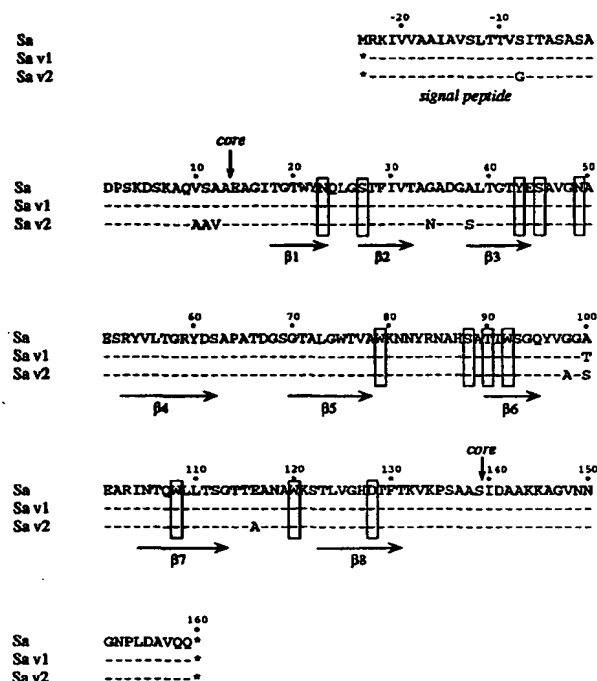 -20 -10
Sa MRKIVVAAIAVSLTTVSITASASA
Sa v1 *-----------------------
Sa v2 *---------------G-------
signal peptide
core
10 20 30 40 50
Sa DPSKDSKAQVSAAEAGITGTWYNQLGSTFIVTAGADGALTGTYESAVGNA
Sa v1 --------------------------------------------------
Sa v2 ---------AAV---------------------N---S------------
β1 β2 β3
60 70 80 90 100
Sa ESRYVLTGRYDSAPATDGSGTALGWTVAWKNNYRNAHSATTWSGQYVGGA
Sa v1 -------------------------------------------------T
Sa v2 -----------------------------------------------A-S
β4 β5 β6
core
110 120 130 140 150
Sa EARINTQWLLTSGTTEANAWKSTLVGHDTFTKVKPSAASIDAAKKAGVNN
Sa v1 --------------------------------------------------
Sa v2 ---------------A----------------------------------
β7 β8
160
Sa GNPLDAVQQ*
Sa v1 ---------*
Sa v2 ---------*